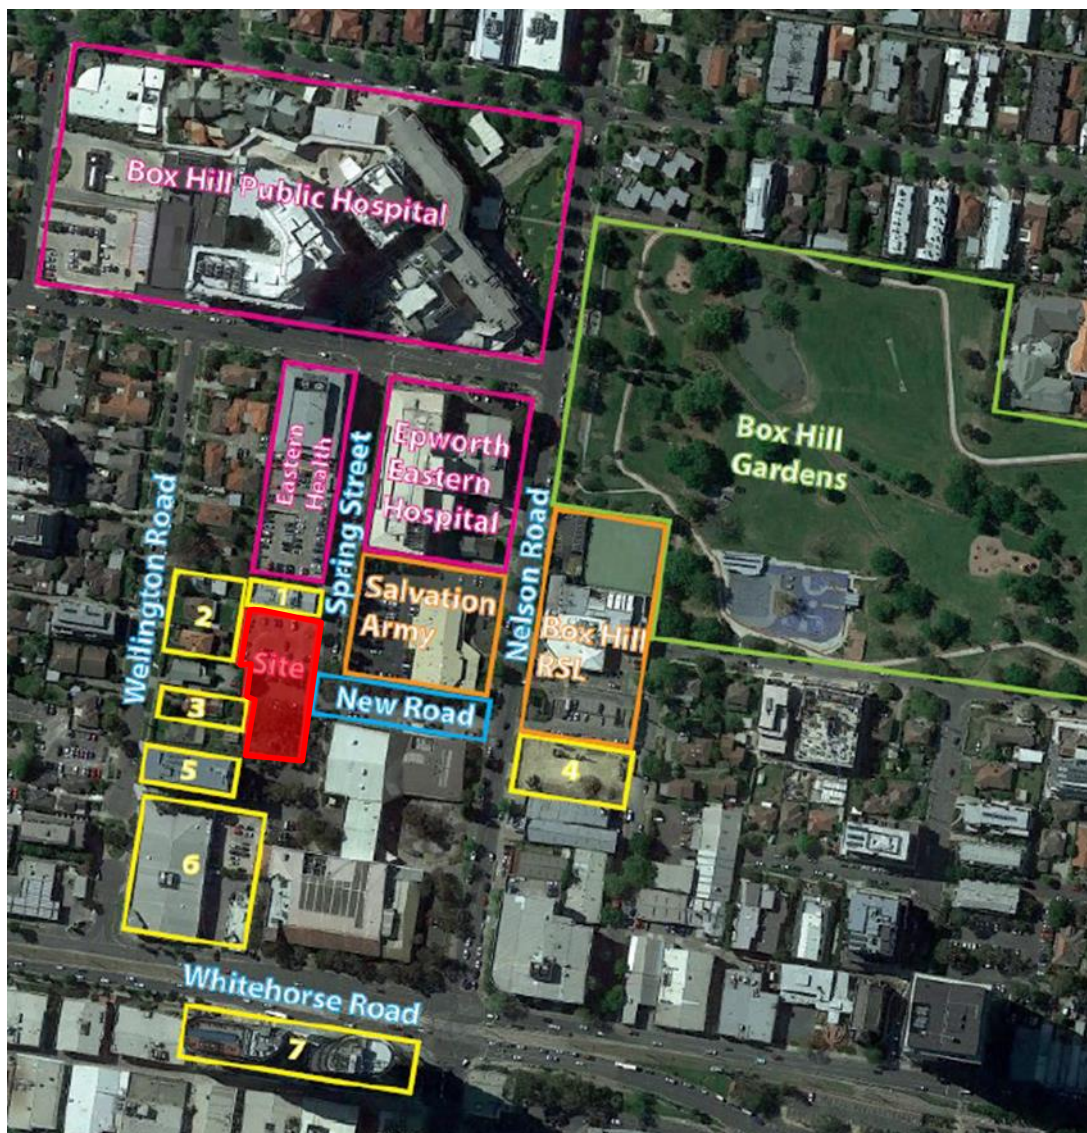 Box Hill Public Hospital
Eastern
Health
Spring Street
Epworth
Eastern
Hospital
Box Hill
Gardens
Wellington Road
Nelson Road
1
2
Salvation
Army
Box Hill
RSL
Site
3
New Road
4
5
6
Whitehorse Road
7